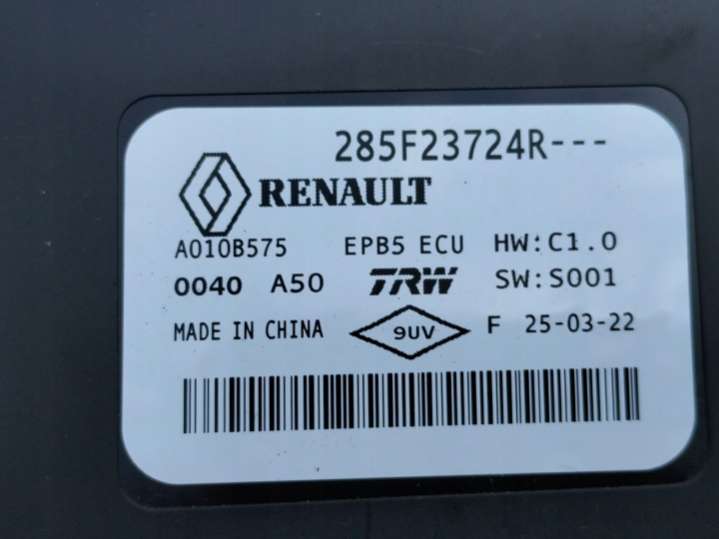 285F23724R---
RENAULT
A010B575 EPB5 ECU HW:C1.0
0040 A50 TRW SW:S001
MADE IN CHINA 9UV F 25-03-22